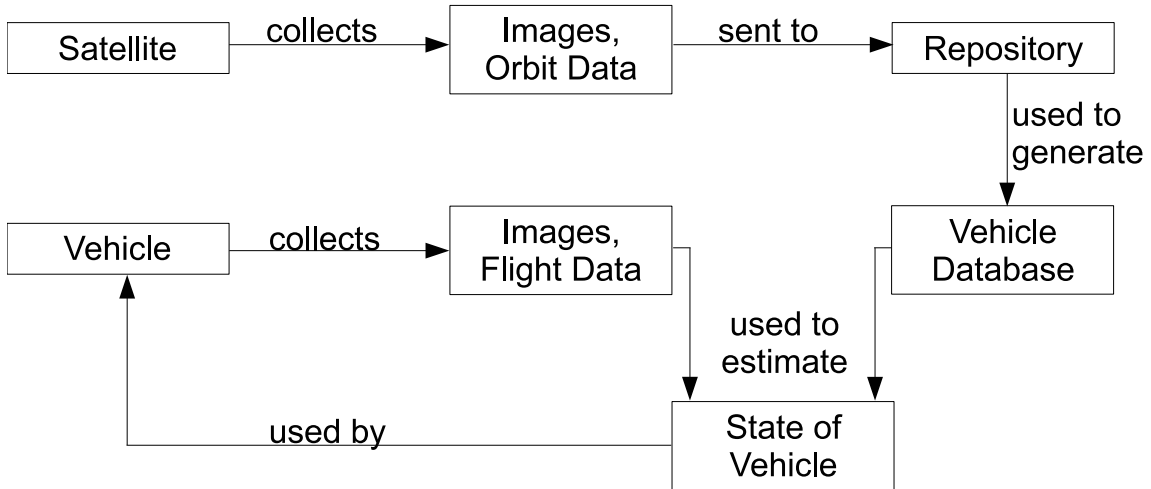 Satellite
collects
Images,
Orbit Data
sent to
Repository
used to
generate
Vehicle
collects
Images,
Flight Data
Vehicle
Database
used to
estimate
used by
State of
Vehicle